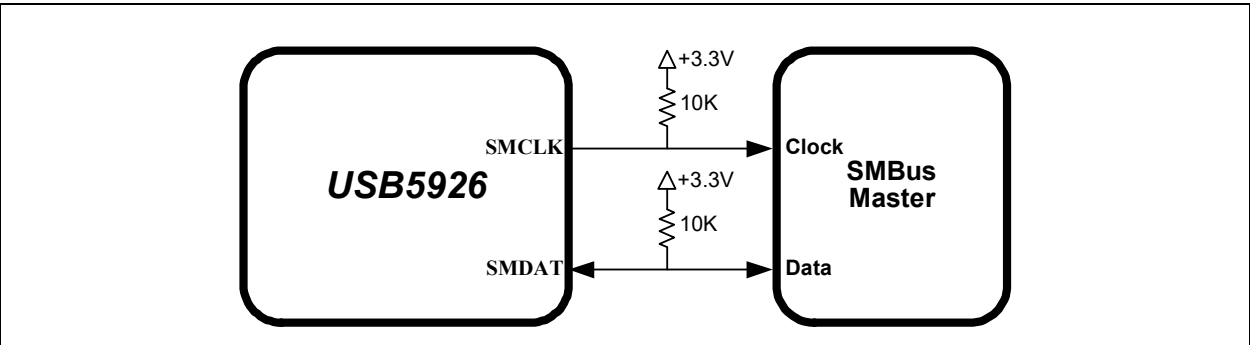 +3.3V
10K
SMCLK
Clock
USB5926
SMBus
Master
+3.3V
10K
SMDAT
Data